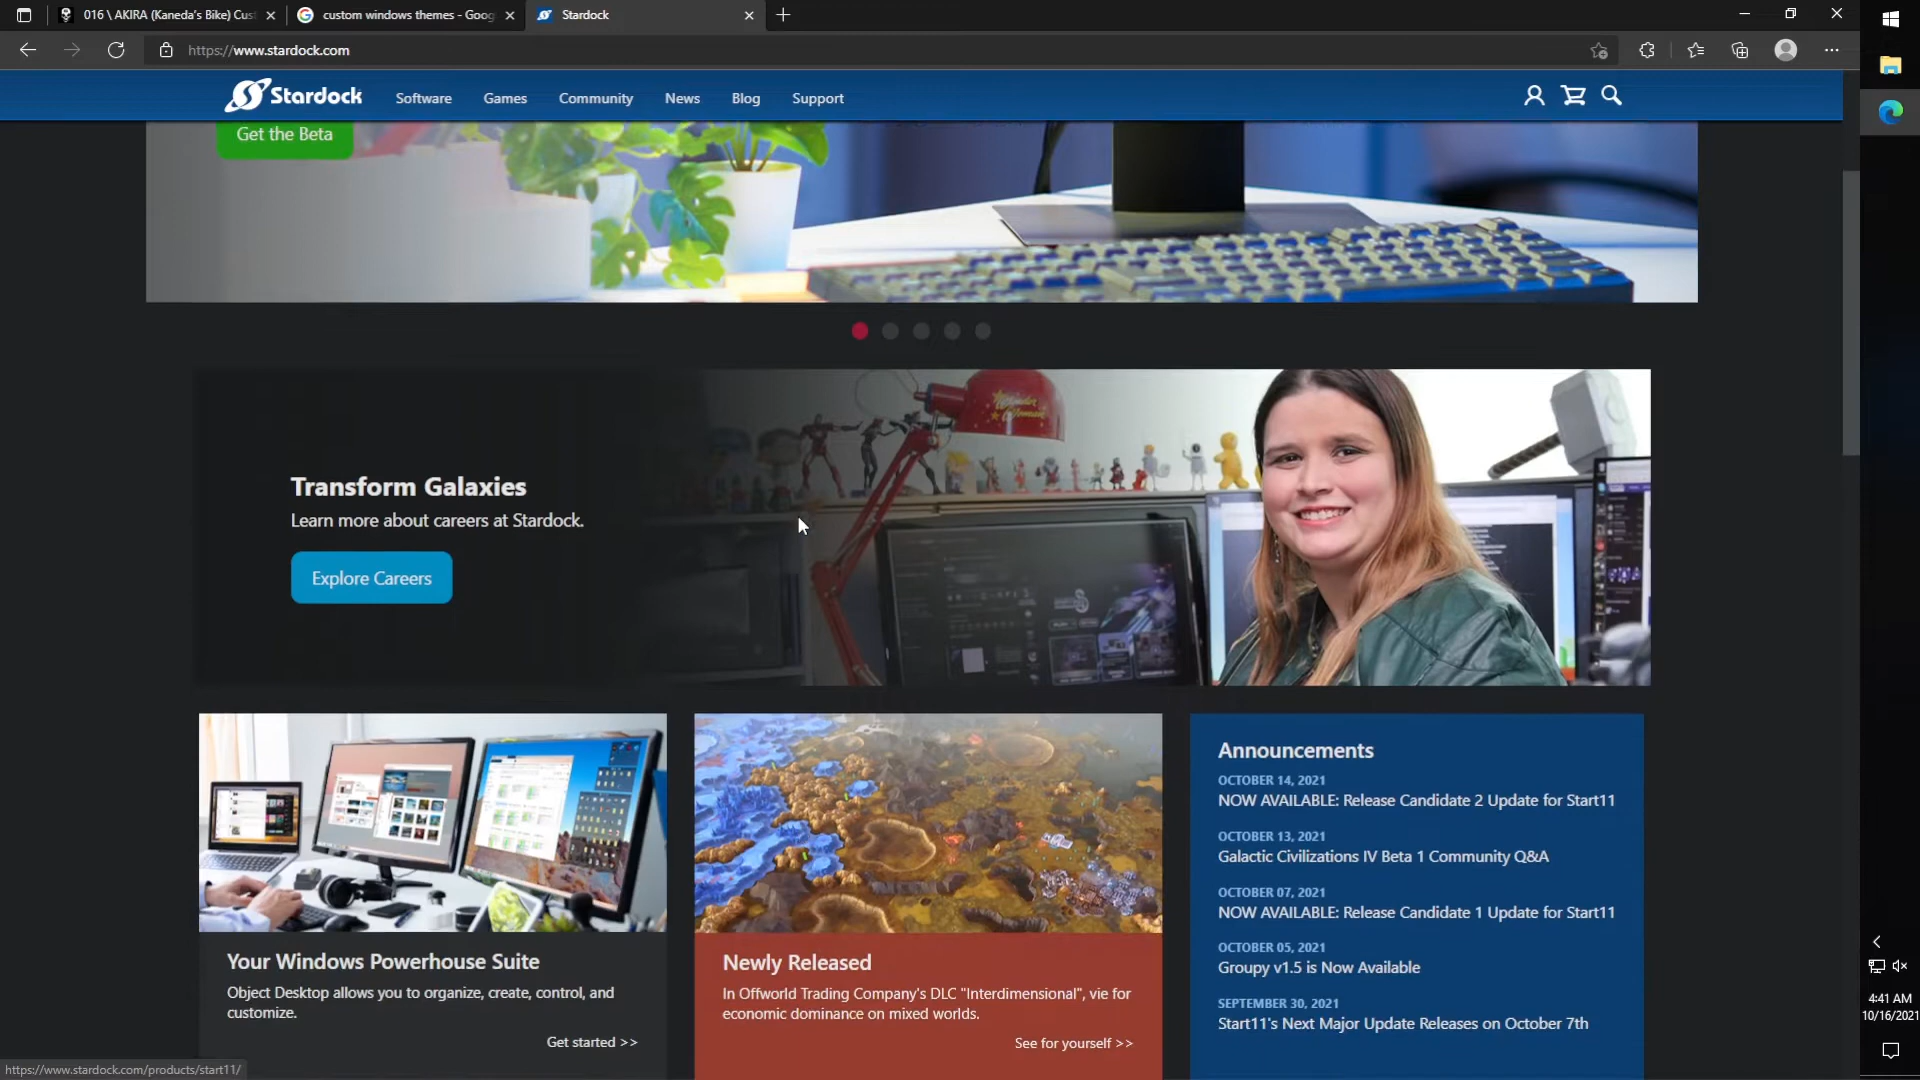 016 \ AKIRA (Kaneda's Bike) Cus
custom windows themes - Goog
Stardock
https://www.stardock.com
Stardock
Software
Games
Community
News
Blog
Support
Get the Beta
Transform Galaxies
Learn more about careers at Stardock.
Explore Careers
Your Windows Powerhouse Suite
Object Desktop allows you to organize, create, control, and
customize.
Get started >>
Newly Released
In Offworld Trading Company's DLC "Interdimensional", vie for
economic dominance on mixed worlds.
See for yourself >>
Announcements
OCTOBER 14, 2021
NOW AVAILABLE: Release Candidate 2 Update for Start11
OCTOBER 13, 2021
Galactic Civilizations IV Beta 1 Community Q&A
OCTOBER 07, 2021
NOW AVAILABLE: Release Candidate 1 Update for Start11
OCTOBER 05, 2021
Groupy v1.5 is Now Available
SEPTEMBER 30, 2021
Start11's Next Major Update Releases on October 7th
https://www.stardock.com/products/start11/
4:41 AM
10/16/2021